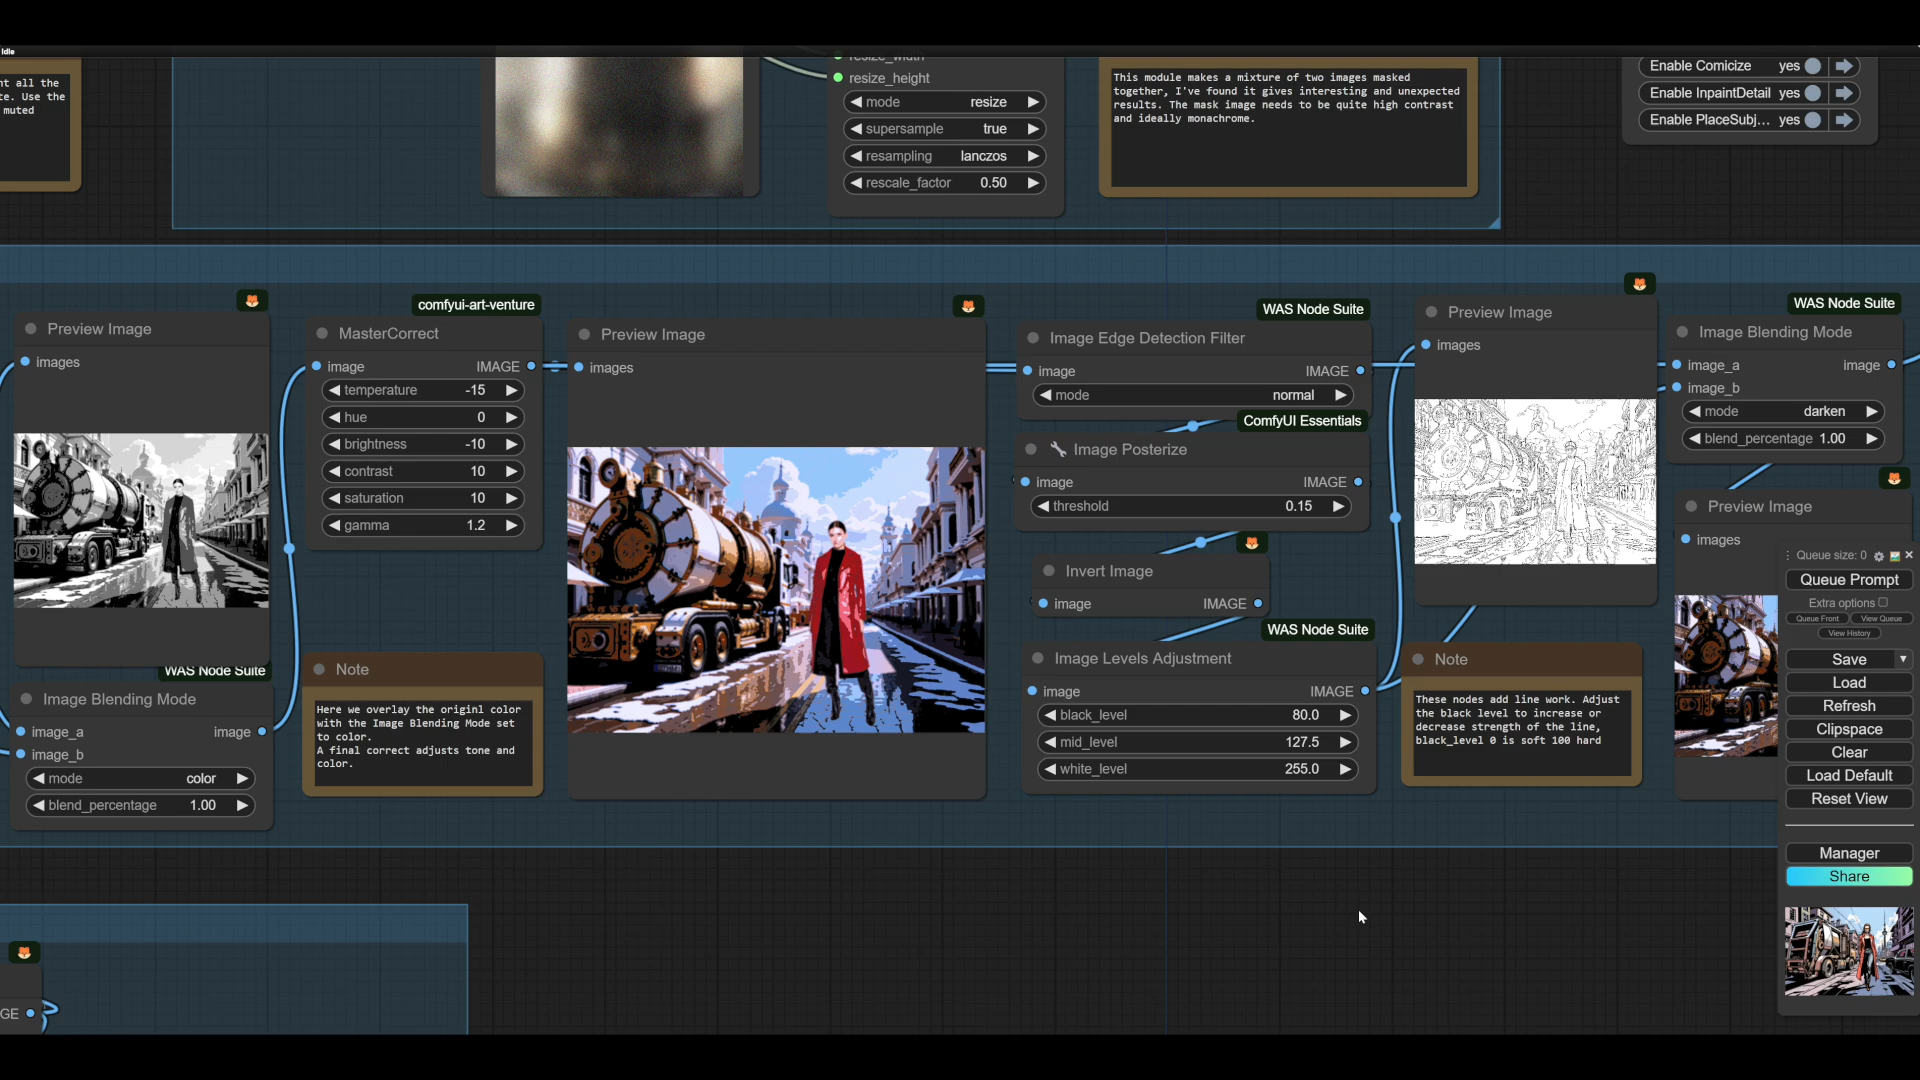 Idle
nt all the
te. Use the
muted
resize_width
resize_height
mode resize
supersample true
resampling lanczos
rescale_factor 0.50
This module makes a mixture of two images masked
together, I've found it gives interesting and unexpected
results. The mask image needs to be quite high contrast
and ideally monachrome.
Enable Comicize yes
Enable InpaintDetail yes
Enable PlaceSubj... yes
Preview Image
images
WAS Node Suite
Image Blending Mode
image_a image
image_b
mode color
blend_percentage 1.00
comfyui-art-venture
MasterCorrect
image IMAGE
temperature -15
hue 0
brightness -10
contrast 10
saturation 10
gamma 1.2
Note
Here we overlay the originl color
with the Image Blending Mode set
to color.
A final correct adjusts tone and
color.
Preview Image
images
WAS Node Suite
Image Edge Detection Filter
image IMAGE
mode normal
ComfyUI Essentials
Image Posterize
image IMAGE
threshold 0.15
Invert Image
image IMAGE
WAS Node Suite
Image Levels Adjustment
image IMAGE
black_level 80.0
mid_level 127.5
white_level 255.0
Preview Image
images
Note
These nodes add line work. Adjust
the black level to increase or
decrease strength of the line,
black_level 0 is soft 100 hard
WAS Node Suite
Image Blending Mode
image_a image
image_b
mode darken
blend_percentage 1.00
Preview Image
images
Queue size: 0
Queue Prompt
Extra options
Queue Front View Queue
View History
Save
Load
Refresh
Clipspace
Clear
Load Default
Reset View
Manager
Share
GE